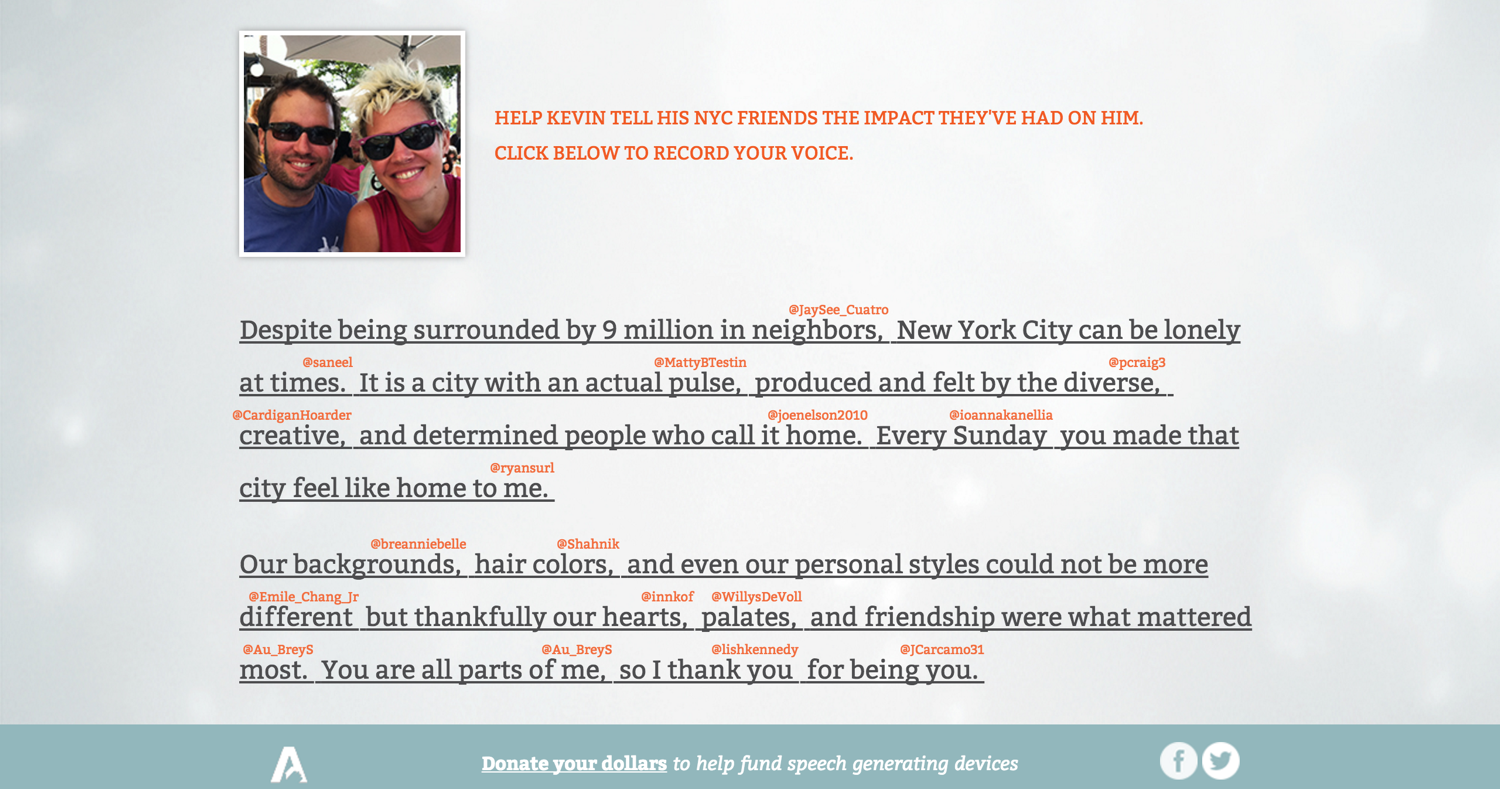 HELP KEVIN TELL HIS NYC FRIENDS THE IMPACT THEY'VE HAD ON HIM.
CLICK BELOW TO RECORD YOUR VOICE.
@JaySee_Cuatro
Despite being surrounded by 9 million in neighbors, New York City can be lonely
@saneel @MattyBTestin @pcraig3
at times. It is a city with an actual pulse, produced and felt by the diverse,
@CardiganHoarder @joenelson2010 @ioannakanellia
creative, and determined people who call it home. Every Sunday you made that
@ryansurl
city feel like home to me.
@breanniebelle @Shahnik
Our backgrounds, hair colors, and even our personal styles could not be more
@Emile_Chang_Jr @innkof @WillysDeVoll
different but thankfully our hearts, palates, and friendship were what mattered
@Au_BreyS @Au_BreyS @lishkennedy @JCarcamo31
most. You are all parts of me, so I thank you for being you.
Donate your dollars to help fund speech generating devices